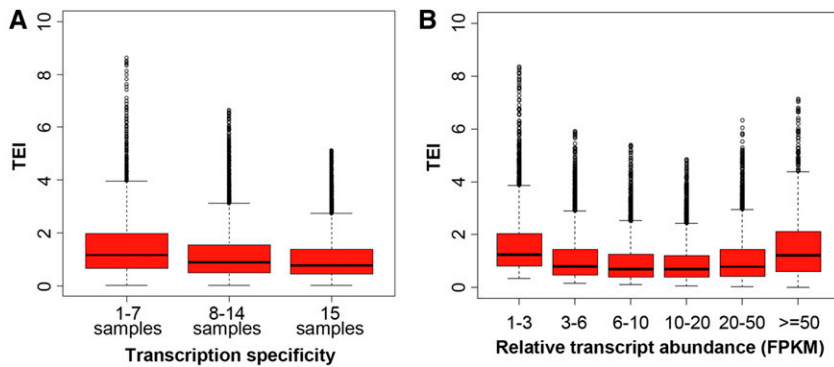 A
TEI
10
8
6
4
2
0
1-7 8-14 15
samples samples samples
Transcription specificity
B
TEI
10
8
6
4
2
0
1-3 3-6 6-10 10-20 20-50 >=50
Relative transcript abundance (FPKM)